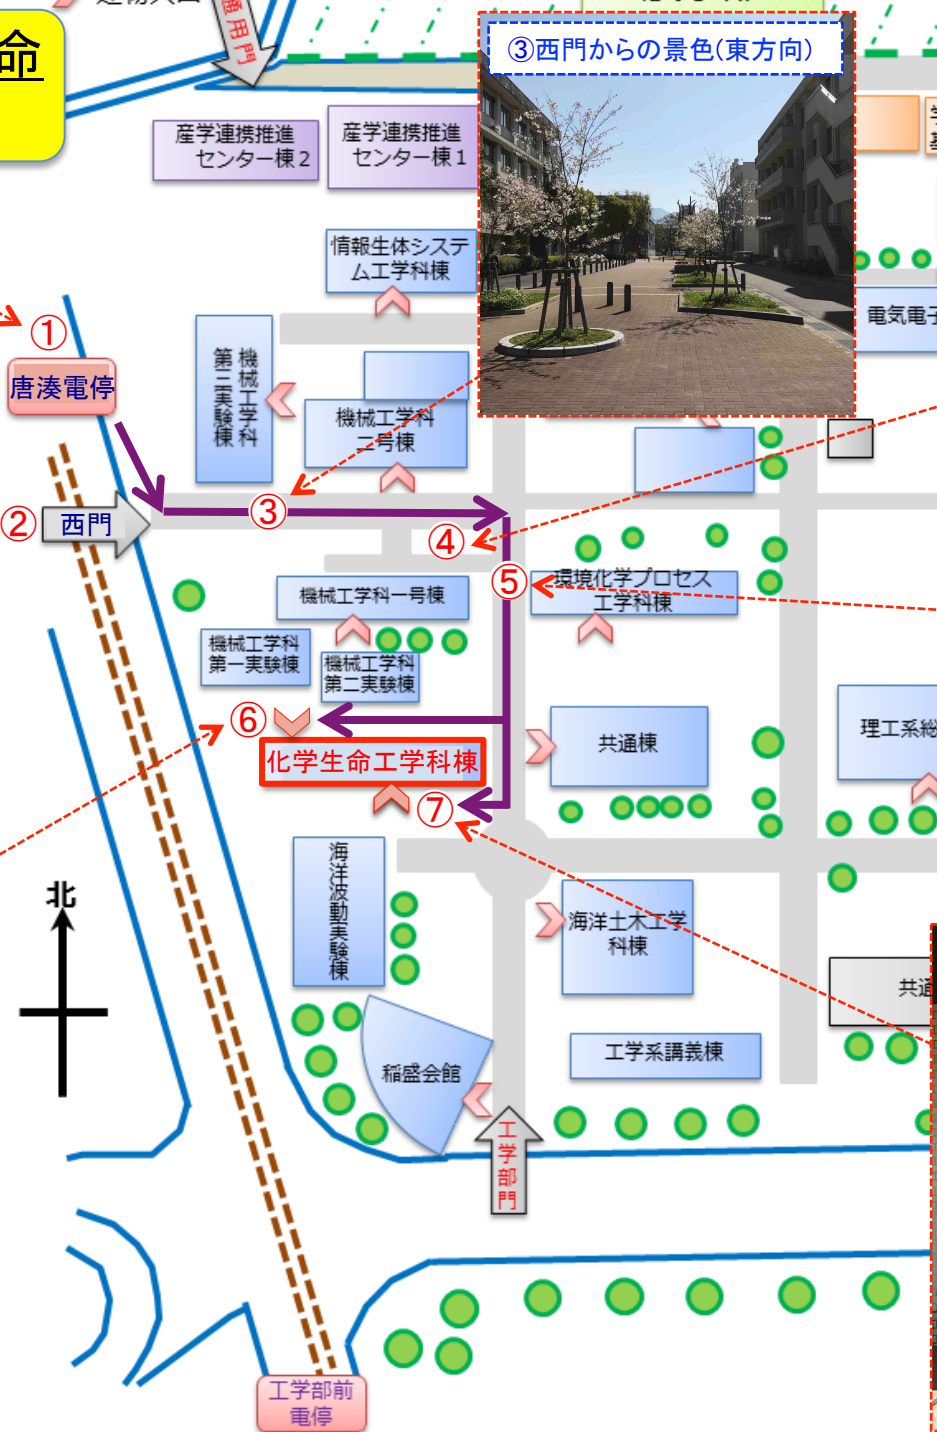 通用門
命
③西門からの景色(東方向)
産学連携推進
センター棟２
産学連携推進
センター棟１
情報生体システ
ム工学科棟
電気電子
①
唐湊電停
機械工学科
第三実験棟
機械工学科
二号棟
②
西門
③
④
⑤
環境化学プロセス
工学科棟
機械工学科一号棟
機械工学科
第一実験棟
機械工学科
第二実験棟
⑥
化学生命工学科棟
共通棟
理工系総
⑦
海洋波動実験棟
北
海洋土木工学
科棟
共通
工学系講義棟
稲盛会館
工学部門
工学部前
電停